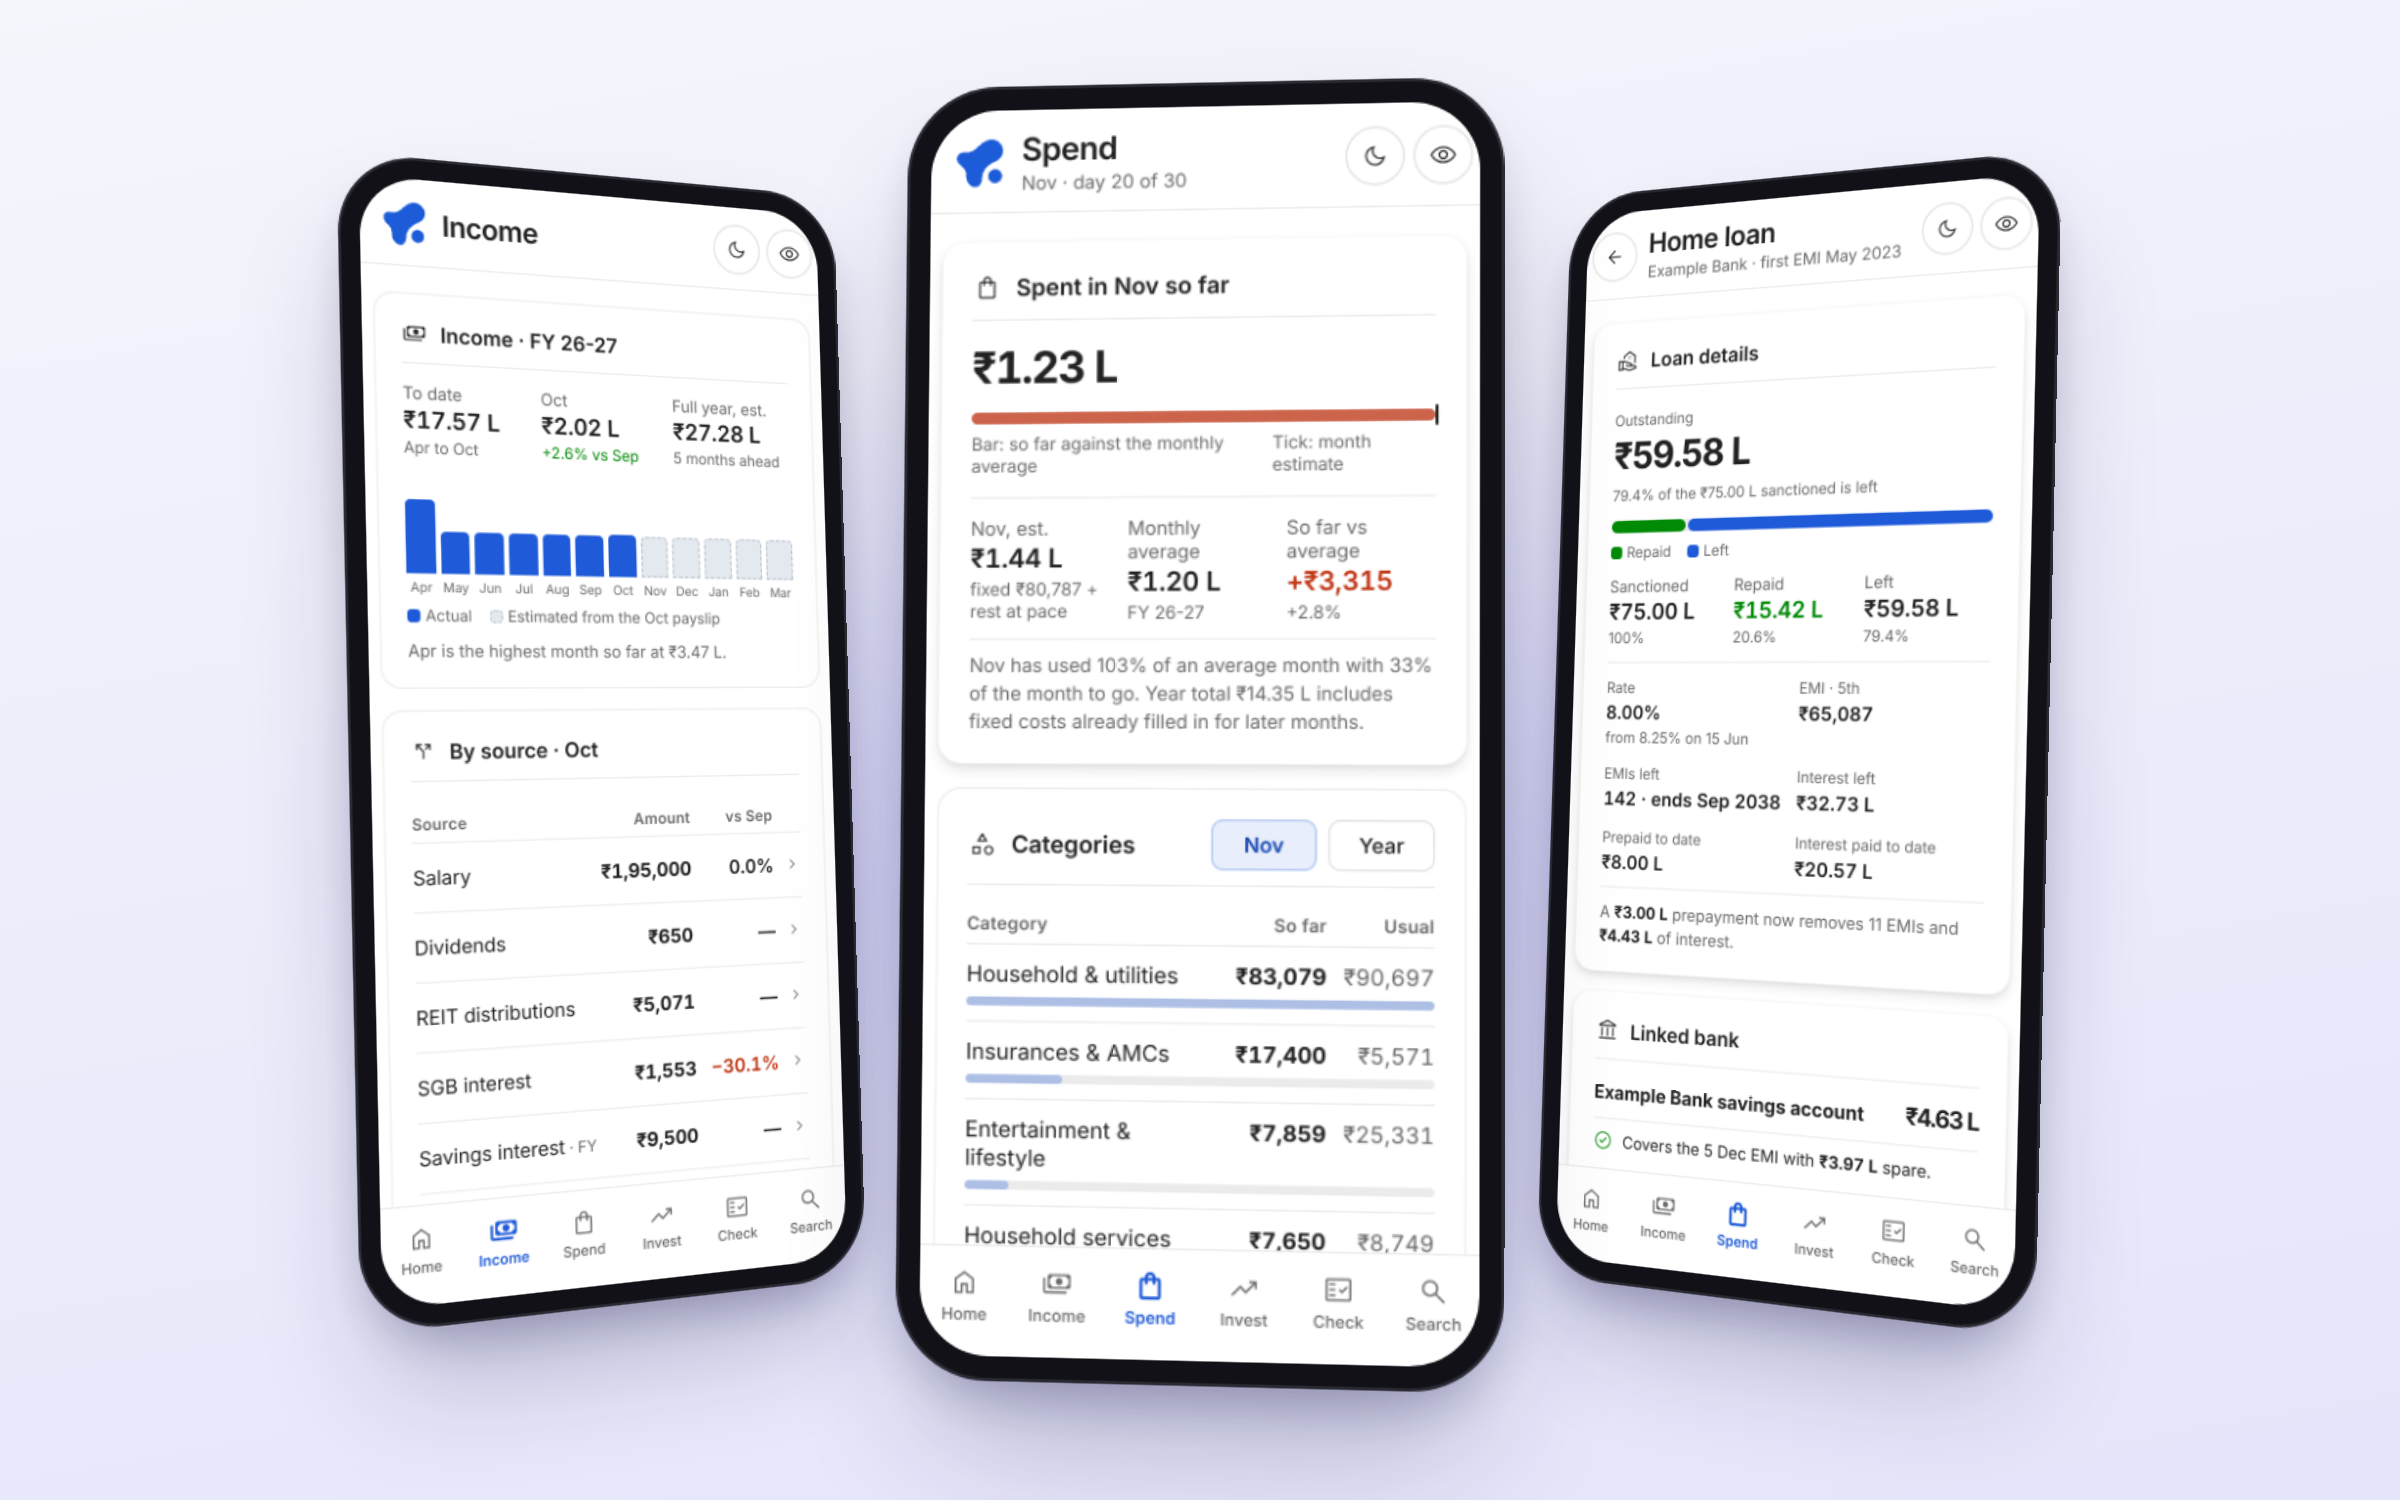 Income
Income · FY 26-27
To date
₹17.57 L
Apr to Oct
Oct
₹2.02 L
+2.6% vs Sep
Full year, est.
₹27.28 L
5 months ahead
Apr May Jun Jul Aug Sep Oct Nov Dec Jan Feb Mar
Actual Estimated from the Oct payslip
Apr is the highest month so far at ₹3.47 L.
By source · Oct
Source Amount vs Sep
Salary ₹1,95,000 0.0%
Dividends ₹650 —
REIT distributions ₹5,071 —
SGB interest ₹1,553 −30.1%
Savings interest · FY ₹9,500 —
Home Income Spend Invest Check Search
Spend
Nov · day 20 of 30
Spent in Nov so far
₹1.23 L
Bar: so far against the monthly
average
Tick: month
estimate
Nov, est.
₹1.44 L
fixed ₹80,787 +
rest at pace
Monthly
average
₹1.20 L
FY 26-27
So far vs
average
+₹3,315
+2.8%
Nov has used 103% of an average month with 33%
of the month to go. Year total ₹14.35 L includes
fixed costs already filled in for later months.
Categories Nov Year
Category So far Usual
Household & utilities ₹83,079 ₹90,697
Insurances & AMCs ₹17,400 ₹5,571
Entertainment &
lifestyle
₹7,859 ₹25,331
Household services ₹7,650 ₹8,749
Home Income Spend Invest Check Search
Home loan
Example Bank · first EMI May 2023
Loan details
Outstanding
₹59.58 L
79.4% of the ₹75.00 L sanctioned is left
Repaid Left
Sanctioned
₹75.00 L
100%
Repaid
₹15.42 L
20.6%
Left
₹59.58 L
79.4%
Rate
8.00%
from 8.25% on 15 Jun
EMI · 5th
₹65,087
EMIs left
142 · ends Sep 2038
Interest left
₹32.73 L
Prepaid to date
₹8.00 L
Interest paid to date
₹20.57 L
A ₹3.00 L prepayment now removes 11 EMIs and
₹4.43 L of interest.
Linked bank
Example Bank savings account ₹4.63 L
Covers the 5 Dec EMI with ₹3.97 L spare.
Home Income Spend Invest Check Search